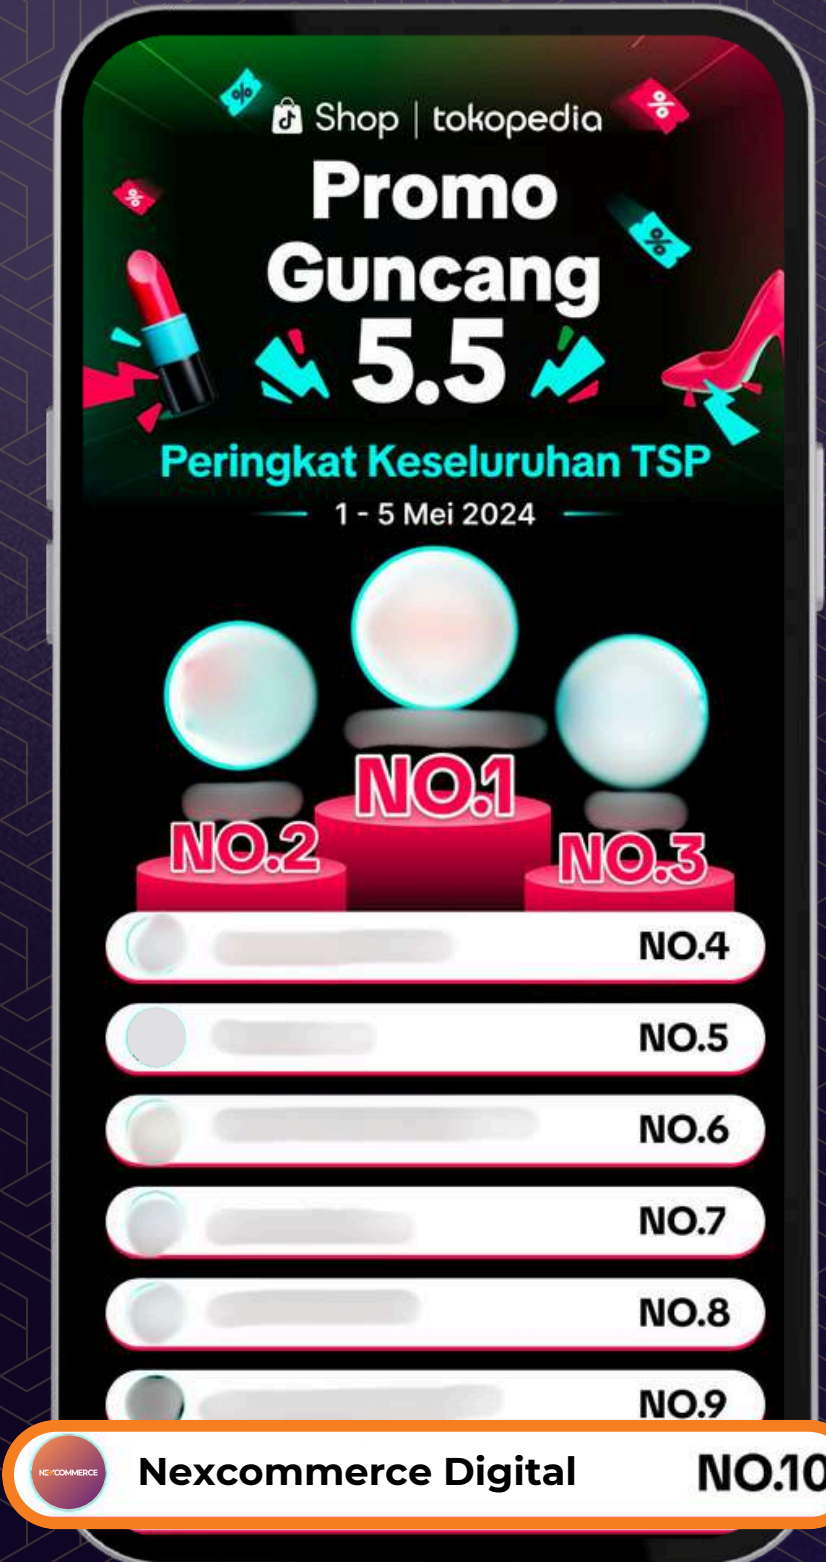 Shop | tokopedia
Promo
Guncang
5.5
Peringkat Keseluruhan TSP
1 - 5 Mei 2024
NO.1
NO.2
NO.3
NO.4
NO.5
NO.6
NO.7
NO.8
NO.9
NEXCOMMERCE
Nexcommerce Digital NO.10